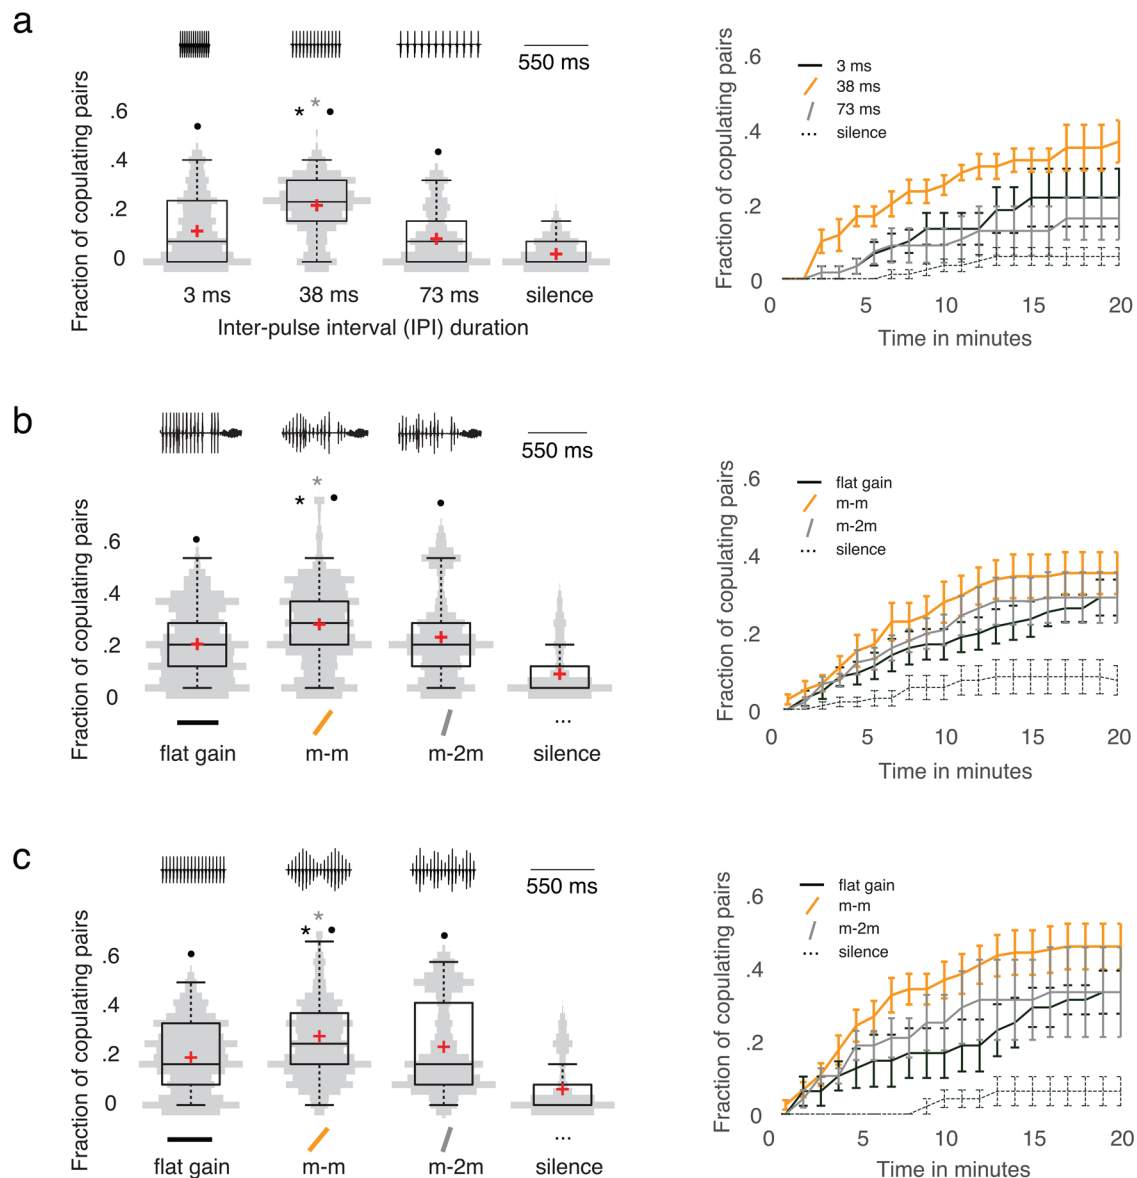 a
550 ms
Fraction of copulating pairs
.6
.4
.2
0
* * •
3 ms
38 ms
73 ms
silence
Inter-pulse interval (IPI) duration
Fraction of copulating pairs
.6
.4
.2
0
3 ms
38 ms
73 ms
silence
0 5 10 15 20
Time in minutes
b
550 ms
Fraction of copulating pairs
.6
.4
.2
0
* * •
flat gain
m-m
m-2m
...
silence
Fraction of copulating pairs
.6
.4
.2
0
flat gain
m-m
m-2m
silence
0 5 10 15 20
Time in minutes
c
550 ms
Fraction of copulating pairs
.6
.4
.2
0
* * •
flat gain
m-m
m-2m
...
silence
Fraction of copulating pairs
.6
.4
.2
0
flat gain
m-m
m-2m
silence
0 5 10 15 20
Time in minutes